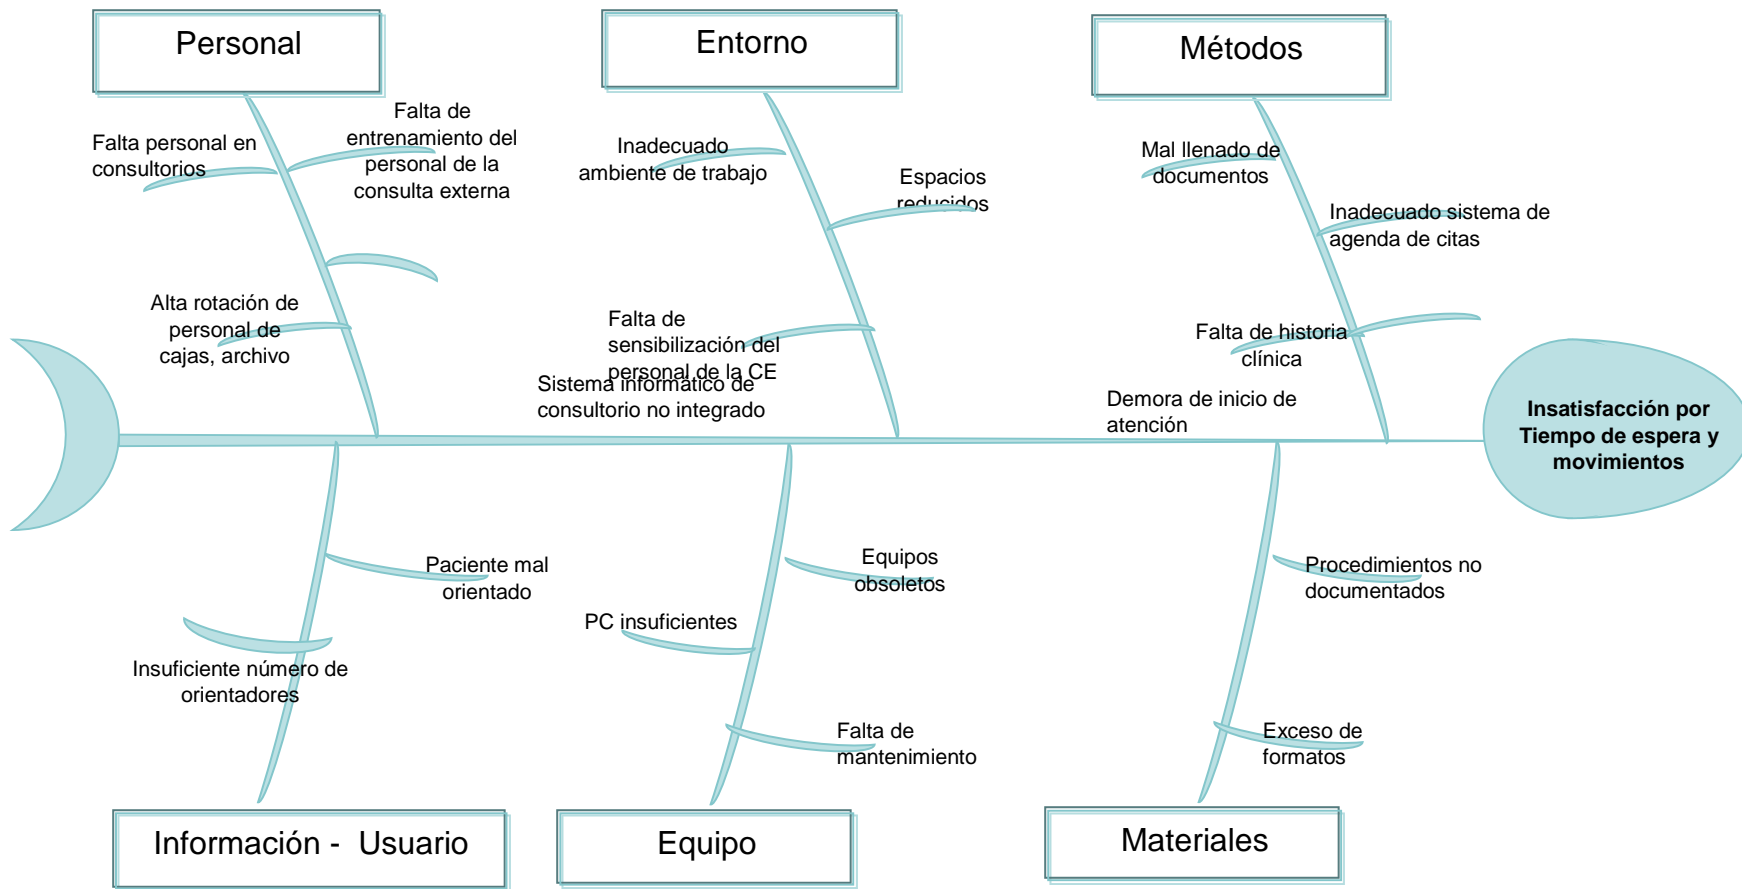 Personal
Entorno
Métodos
Falta personal en
consultorios
Falta de
entrenamiento del
personal de la
consulta externa
Inadecuado
ambiente de trabajo
Espacios
reducidos
Mal llenado de
documentos
Inadecuado sistema de
agenda de citas
Alta rotación de
personal de
cajas, archivo
Falta de
sensibilización del
personal de la CE
Sistema informático de
consultorio no integrado
Falta de historia
clínica
Demora de inicio de
atención
Insatisfacción por
Tiempo de espera y
movimientos
Paciente mal
orientado
Insuficiente número de
orientadores
Equipos
obsoletos
PC insuficientes
Falta de
mantenimiento
Procedimientos no
documentados
Exceso de
formatos
Información -  Usuario
Equipo
Materiales